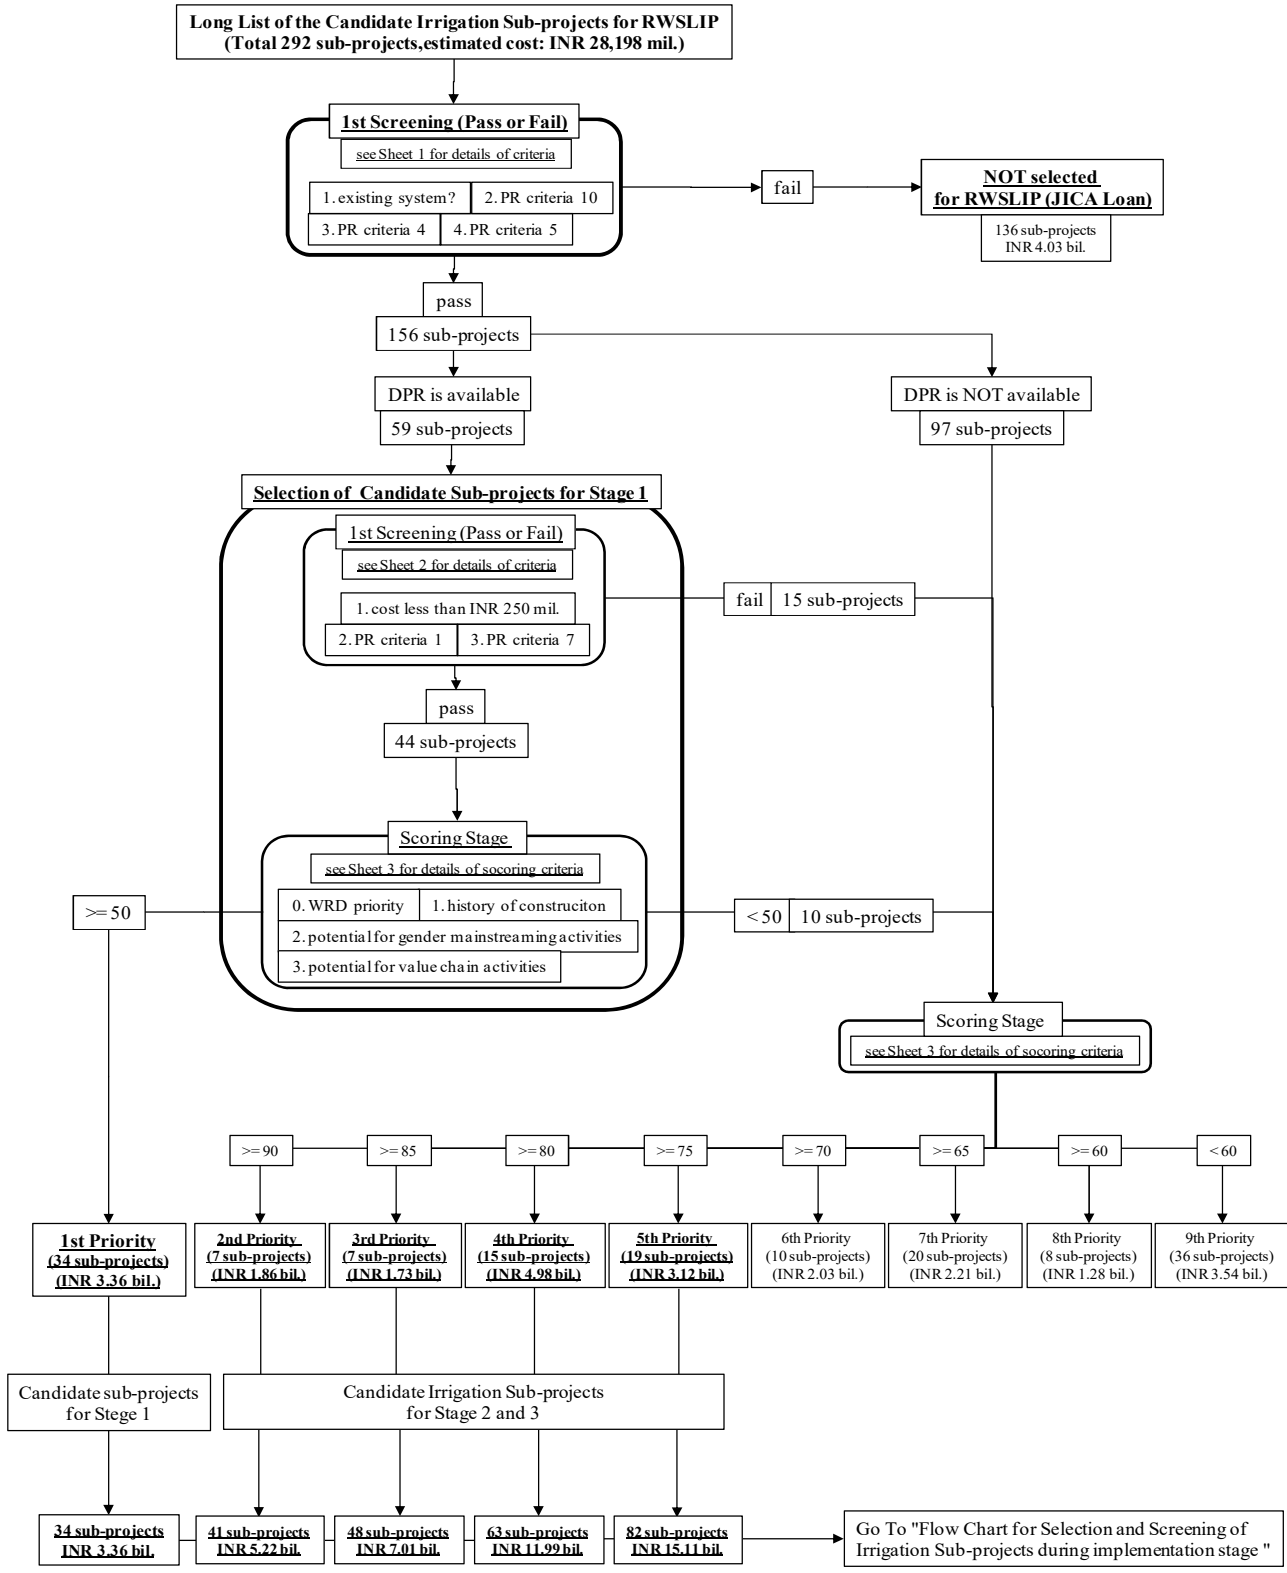 Long List of the Candidate Irrigation Sub-projects for RWSLIP
(Total 292 sub-projects,estimated cost: INR 28,198 mil.)
1st Screening (Pass or Fail)
see Sheet 1 for details of criteria
1. existing system?
2. PR criteria 10
3. PR criteria 4
4. PR criteria 5
fail
NOT selected
for RWSLIP (JICA Loan)
136 sub-projects
INR 4.03 bil.
pass
156 sub-projects
DPR is available
59 sub-projects
DPR is NOT available
97 sub-projects
Selection of Candidate Sub-projects for Stage 1
1st Screening (Pass or Fail)
see Sheet 2 for details of criteria
1. cost less than INR 250 mil.
2. PR criteria 1
3. PR criteria 7
fail
15 sub-projects
pass
44 sub-projects
Scoring Stage
see Sheet 3 for details of socoring criteria
0. WRD priority
1. history of construciton
2. potential for gender mainstreaming activities
3. potential for value chain activities
>= 50
< 50
10 sub-projects
Scoring Stage
see Sheet 3 for details of socoring criteria
>= 90
>= 85
>= 80
>= 75
>= 70
>= 65
>= 60
< 60
1st Priority
(34 sub-projects)
(INR 3.36 bil.)
2nd Priority
(7 sub-projects)
(INR 1.86 bil.)
3rd Priority
(7 sub-projects)
(INR 1.73 bil.)
4th Priority
(15 sub-projects)
(INR 4.98 bil.)
5th Priority
(19 sub-projects)
(INR 3.12 bil.)
6th Priority
(10 sub-projects)
(INR 2.03 bil.)
7th Priority
(20 sub-projects)
(INR 2.21 bil.)
8th Priority
(8 sub-projects)
(INR 1.28 bil.)
9th Priority
(36 sub-projects)
(INR 3.54 bil.)
Candidate sub-projects
for Stege 1
Candidate Irrigation Sub-projects
for Stage 2 and 3
34 sub-projects
INR 3.36 bil.
41 sub-projects
INR 5.22 bil.
48 sub-projects
INR 7.01 bil.
63 sub-projects
INR 11.99 bil.
82 sub-projects
INR 15.11 bil.
Go To "Flow Chart for Selection and Screening of
Irrigation Sub-projects during implementation stage "